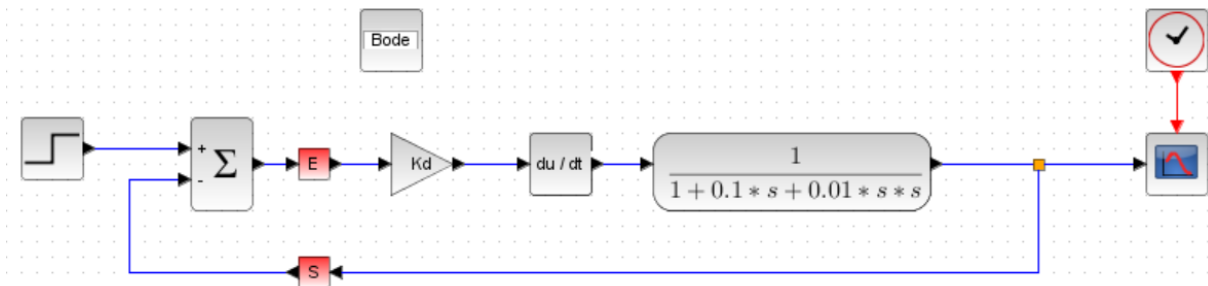 Bode
+
-
Σ
E
Kd
du / dt
1
1 + 0.1 * s + 0.01 * s * s
S